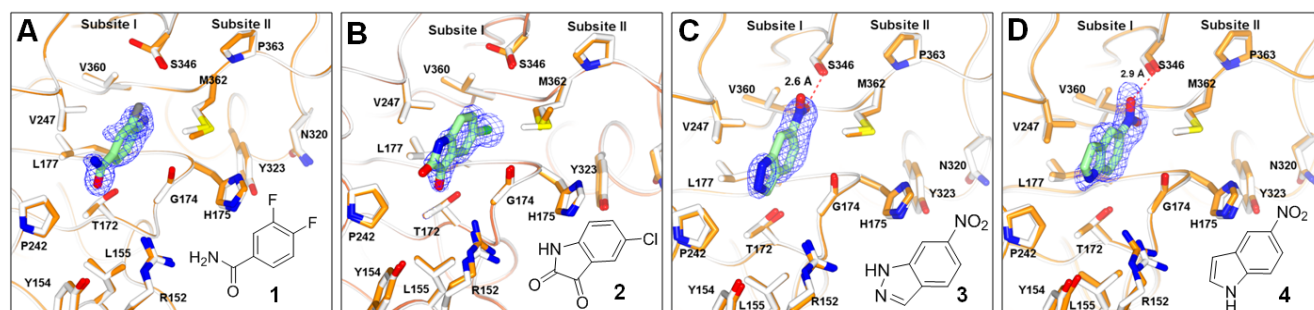 A
Subsite I
Subsite II
P363
S346
V360
M362
V247
L177
N320
Y323
G174
H175
T172
P242
L155
Y154
R152
F
F
H₂N
O
1
B
Subsite I
Subsite II
S346
P363
V360
M362
V247
L177
Y323
G174
H175
T172
P242
L155
Y154
R152
Cl
HN
O
O
2
C
Subsite I
Subsite II
P363
S346
2.6 A
V360
M362
V247
L177
N320
Y323
G174
H175
T172
P242
L155
Y154
R152
NO₂
HN
N
3
D
Subsite I
Subsite II
P363
S346
2.9 A
V360
M362
V247
L177
N320
Y323
G174
H175
T172
P242
L155
Y154
R152
NO₂
N
H
4